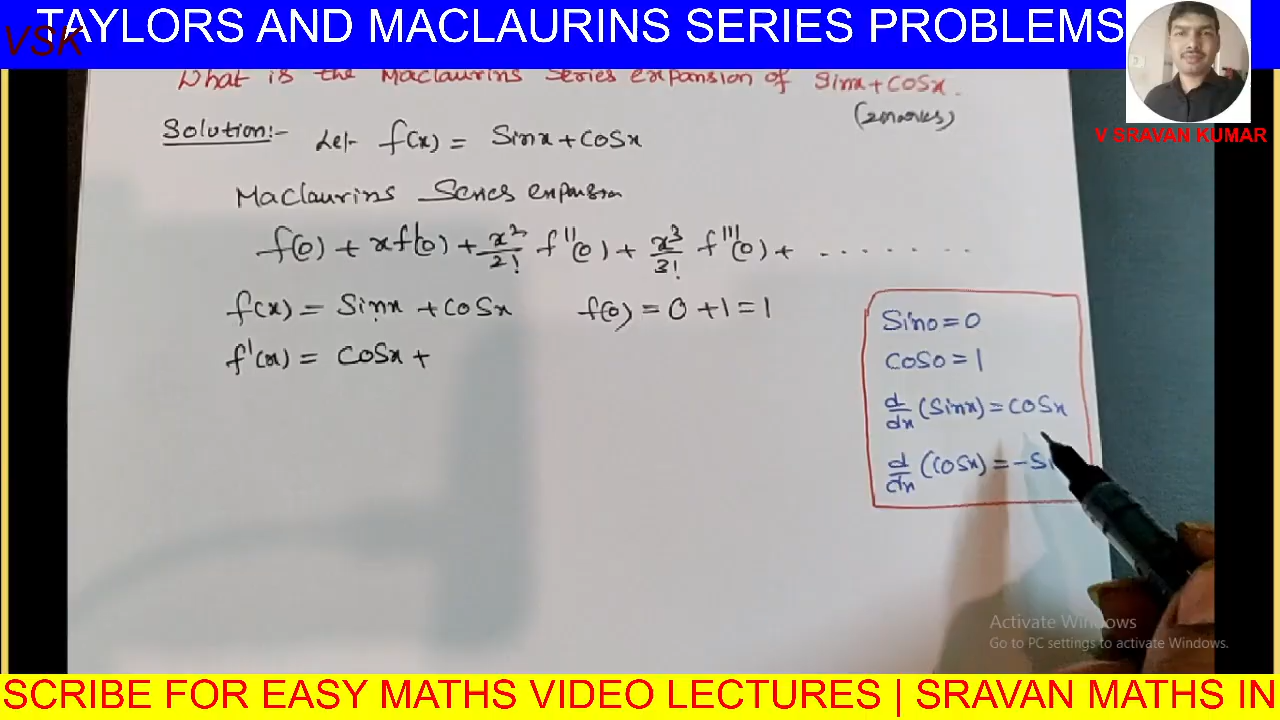 TAYLORS AND MACLAURINS SERIES PROBLEMS
VSK
What is the Maclaurins Series expansion of Sinx+COSx.
(2marks)
V SRAVAN KUMAR
Solution:- Let f(x) = Sinx+COSx
Maclaurins Series expansion
f(0) + xf'(0) + x²/2! f''(0) + x³/3! f'''(0) + .......
f(x) = Sinx + COSx f(0) = 0 + 1 = 1
f'(x) = COSx +
Sin0 = 0
COS0 = 1
d/dx (Sinx) = COSx
d/dx (COSx) = -Si
Activate Windows
Go to PC settings to activate Windows.
SCRIBE FOR EASY MATHS VIDEO LECTURES | SRAVAN MATHS IN